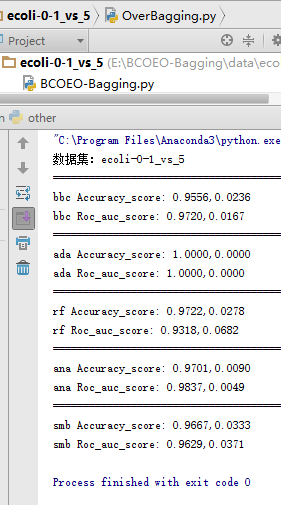 ecoli-0-1_vs_5 OverBagging.py
Project
ecoli-0-1_vs_5 (E:\BCOEO-Bagging\data\eco
BCOEO-Bagging.py
other
"C:\Program Files\Anaconda3\python.exe
数据集：ecoli-0-1_vs_5
bbc Accuracy_score: 0.9556,0.0236
bbc Roc_auc_score: 0.9720,0.0167
ada Accuracy_score: 1.0000,0.0000
ada Roc_auc_score: 1.0000,0.0000
rf Accuracy_score: 0.9722,0.0278
rf Roc_auc_score: 0.9318,0.0682
ana Accuracy_score: 0.9701,0.0090
ana Roc_auc_score: 0.9837,0.0049
smb Accuracy_score: 0.9667,0.0333
smb Roc_auc_score: 0.9629,0.0371
Process finished with exit code 0